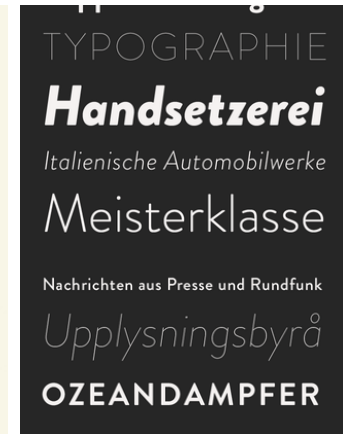 TYPOGRAPHIE
Handsetzerei
Italienische Automobilwerke
Meisterklasse
Nachrichten aus Presse und Rundfunk
Upplysningsbyrå
OZEANDAMPFER